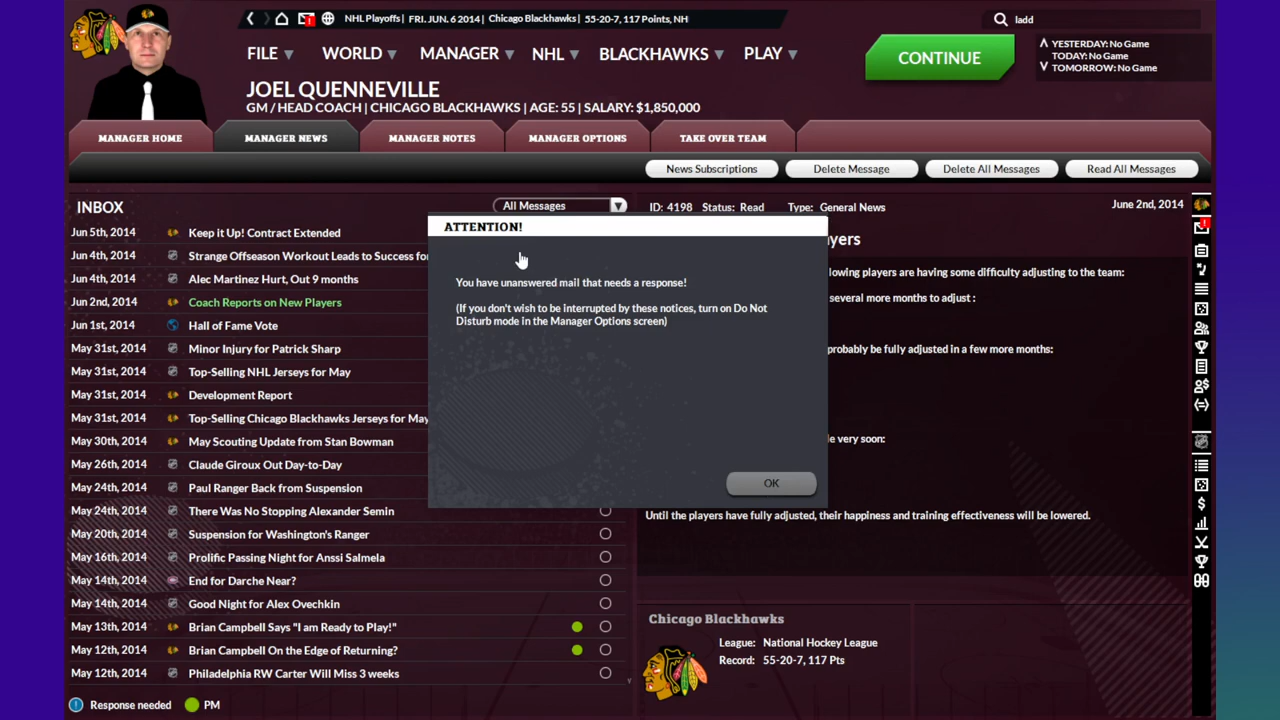 NHL Playoffs| FRI. JUN. 6 2014| Chicago Blackhawks | 55-20-7, 117 Points, NH
ladd
FILE WORLD MANAGER NHL BLACKHAWKS PLAY
CONTINUE
YESTERDAY: No Game
TODAY: No Game
TOMORROW: No Game
JOEL QUENNEVILLE
GM / HEAD COACH | CHICAGO BLACKHAWKS | AGE: 55 | SALARY: $1,850,000
MANAGER HOME MANAGER NEWS MANAGER NOTES MANAGER OPTIONS TAKE OVER TEAM
News Subscriptions Delete Message Delete All Messages Read All Messages
INBOX All Messages
Jun 5th, 2014 Keep it Up! Contract Extended
Jun 4th, 2014 Strange Offseason Workout Leads to Success for
Jun 4th, 2014 Alec Martinez Hurt, Out 9 months
Jun 2nd, 2014 Coach Reports on New Players
Jun 1st, 2014 Hall of Fame Vote
May 31st, 2014 Minor Injury for Patrick Sharp
May 31st, 2014 Top-Selling NHL Jerseys for May
May 31st, 2014 Development Report
May 31st, 2014 Top-Selling Chicago Blackhawks Jerseys for May
May 30th, 2014 May Scouting Update from Stan Bowman
May 26th, 2014 Claude Giroux Out Day-to-Day
May 24th, 2014 Paul Ranger Back from Suspension
May 24th, 2014 There Was No Stopping Alexander Semin
May 20th, 2014 Suspension for Washington's Ranger
May 16th, 2014 Prolific Passing Night for Anssi Salmela
May 14th, 2014 End for Darche Near?
May 14th, 2014 Good Night for Alex Ovechkin
May 13th, 2014 Brian Campbell Says "I am Ready to Play!"
May 12th, 2014 Brian Campbell On the Edge of Returning?
May 12th, 2014 Philadelphia RW Carter Will Miss 3 weeks
Response needed PM
ATTENTION!
You have unanswered mail that needs a response!
(If you don't wish to be interrupted by these notices, turn on Do Not
Disturb mode in the Manager Options screen)
OK
ID: 4198 Status: Read Type: General News June 2nd, 2014
ayers
lowing players are having some difficulty adjusting to the team:
several more months to adjust :
probably be fully adjusted in a few more months:
le very soon:
Until the players have fully adjusted, their happiness and training effectiveness will be lowered.
Chicago Blackhawks
League: National Hockey League
Record: 55-20-7, 117 Pts